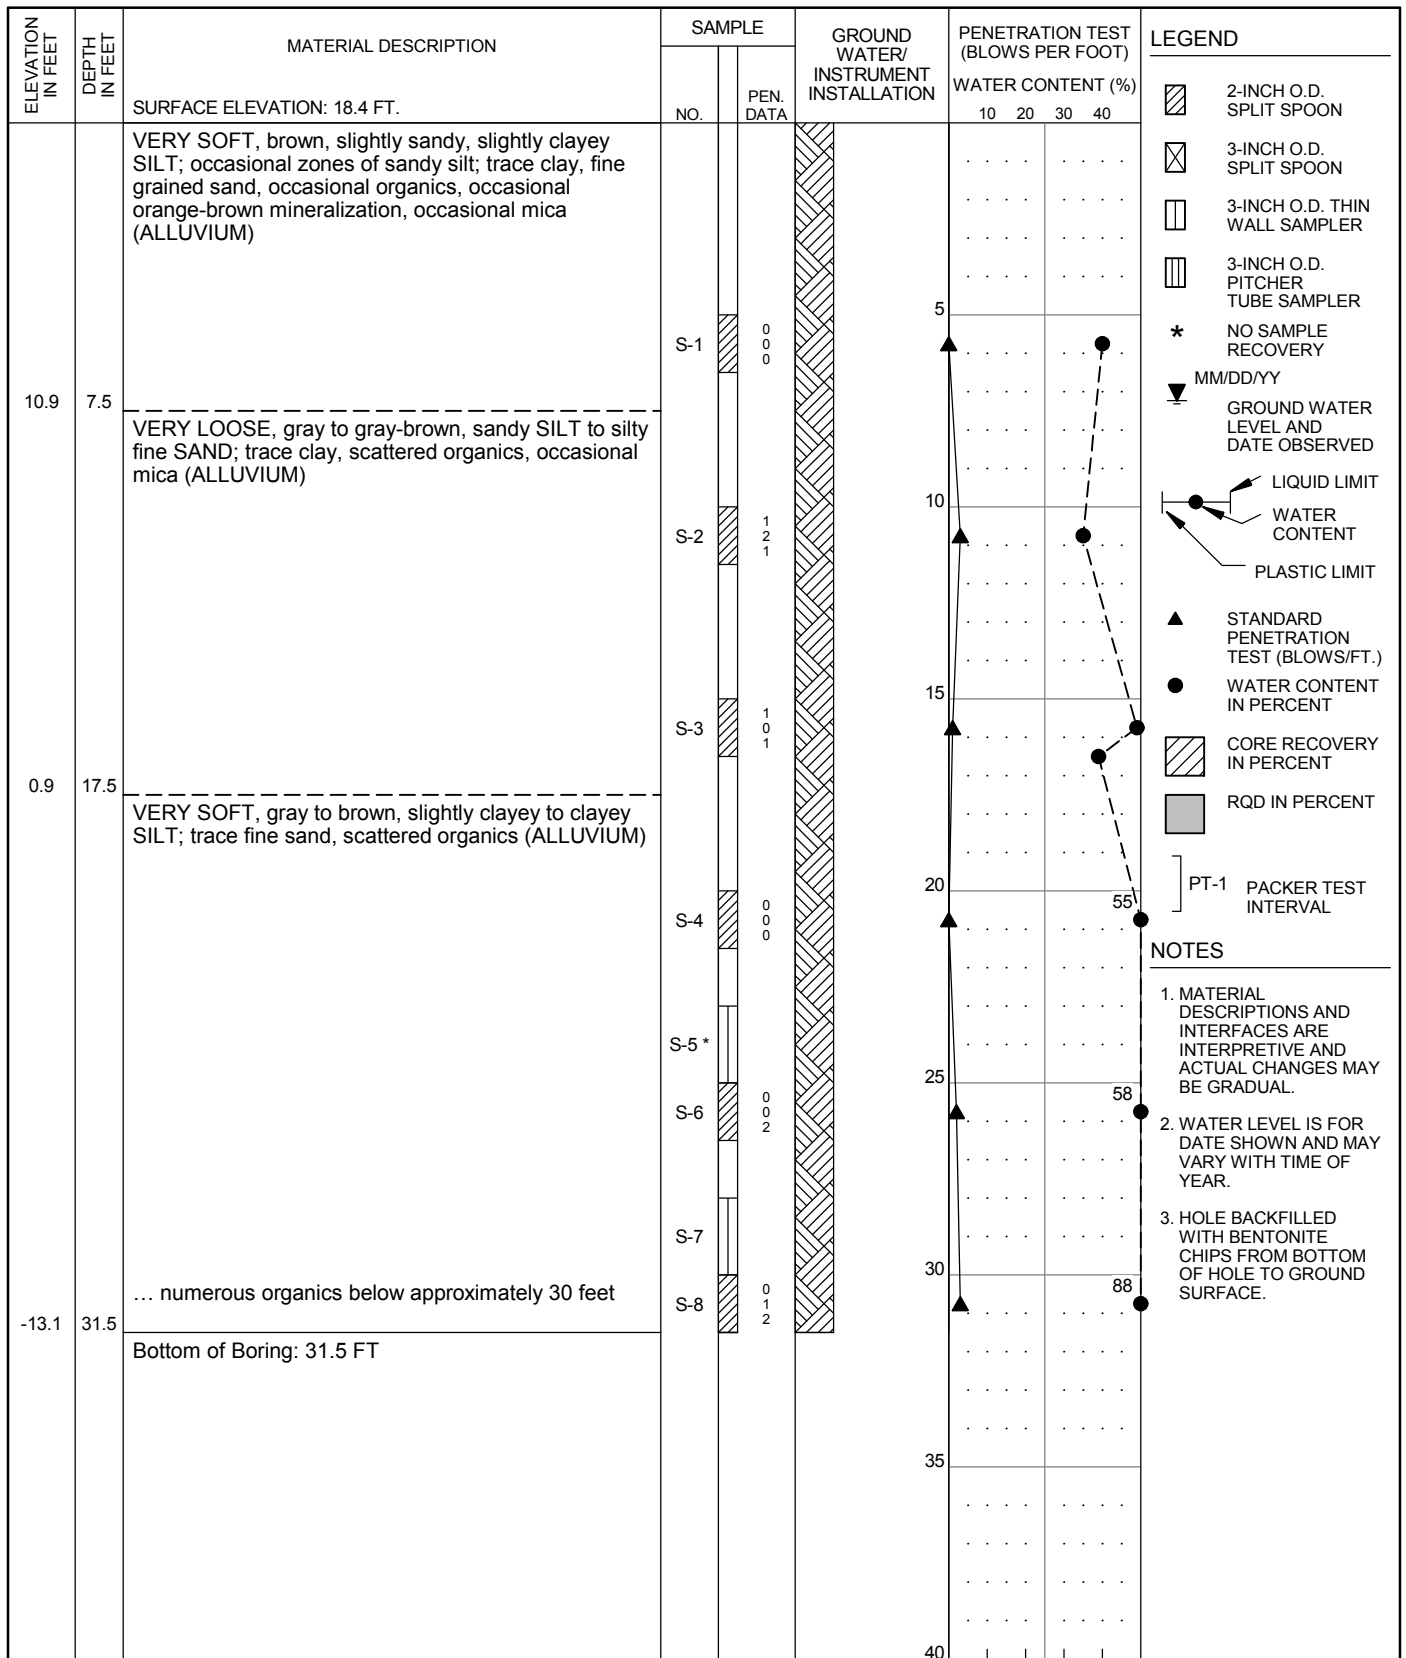 ELEVATION
IN FEET
DEPTH
IN FEET
MATERIAL DESCRIPTION
SURFACE ELEVATION: 18.4 FT.
SAMPLE
NO.
PEN.
DATA
GROUND
WATER/
INSTRUMENT
INSTALLATION
PENETRATION TEST
(BLOWS PER FOOT)
WATER CONTENT (%)
10 20 30 40
VERY SOFT, brown, slightly sandy, slightly clayey
SILT; occasional zones of sandy silt; trace clay, fine
grained sand, occasional organics, occasional
orange-brown mineralization, occasional mica
(ALLUVIUM)
5
S-1
0
0
0
10.9 7.5
VERY LOOSE, gray to gray-brown, sandy SILT to silty
fine SAND; trace clay, scattered organics, occasional
mica (ALLUVIUM)
10
S-2
1
2
1
15
S-3
1
0
1
0.9 17.5
VERY SOFT, gray to brown, slightly clayey to clayey
SILT; trace fine sand, scattered organics (ALLUVIUM)
20
55
S-4
0
0
0
S-5 *
25
58
S-6
0
0
2
S-7
30
88
… numerous organics below approximately 30 feet
S-8
0
1
2
-13.1 31.5
Bottom of Boring: 31.5 FT
35
40
LEGEND
2-INCH O.D.
SPLIT SPOON
3-INCH O.D.
SPLIT SPOON
3-INCH O.D. THIN
WALL SAMPLER
3-INCH O.D.
PITCHER
TUBE SAMPLER
* NO SAMPLE
RECOVERY
MM/DD/YY
GROUND WATER
LEVEL AND
DATE OBSERVED
LIQUID LIMIT
WATER
CONTENT
PLASTIC LIMIT
STANDARD
PENETRATION
TEST (BLOWS/FT.)
WATER CONTENT
IN PERCENT
CORE RECOVERY
IN PERCENT
RQD IN PERCENT
PT-1 PACKER TEST
INTERVAL
NOTES
1. MATERIAL
DESCRIPTIONS AND
INTERFACES ARE
INTERPRETIVE AND
ACTUAL CHANGES MAY
BE GRADUAL.
2. WATER LEVEL IS FOR
DATE SHOWN AND MAY
VARY WITH TIME OF
YEAR.
3. HOLE BACKFILLED
WITH BENTONITE
CHIPS FROM BOTTOM
OF HOLE TO GROUND
SURFACE.